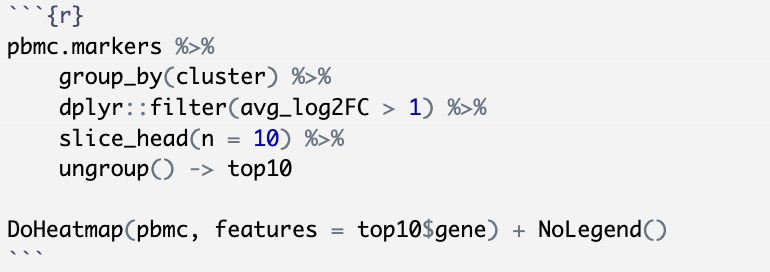 ```{r}
pbmc.markers %>%
    group_by(cluster) %>%
    dplyr::filter(avg_log2FC > 1) %>%
    slice_head(n = 10) %>%
    ungroup() -> top10

DoHeatmap(pbmc, features = top10$gene) + NoLegend()
```